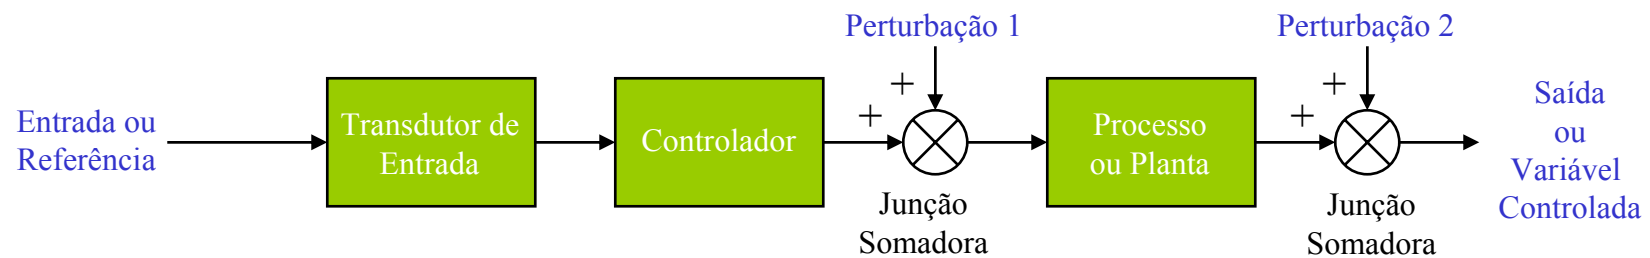 Entrada ou
Referência
Transdutor de
Entrada
Controlador
Perturbação 1
+
+
Junção
Somadora
Processo
ou Planta
Perturbação 2
+
+
Junção
Somadora
Saída
ou
Variável
Controlada